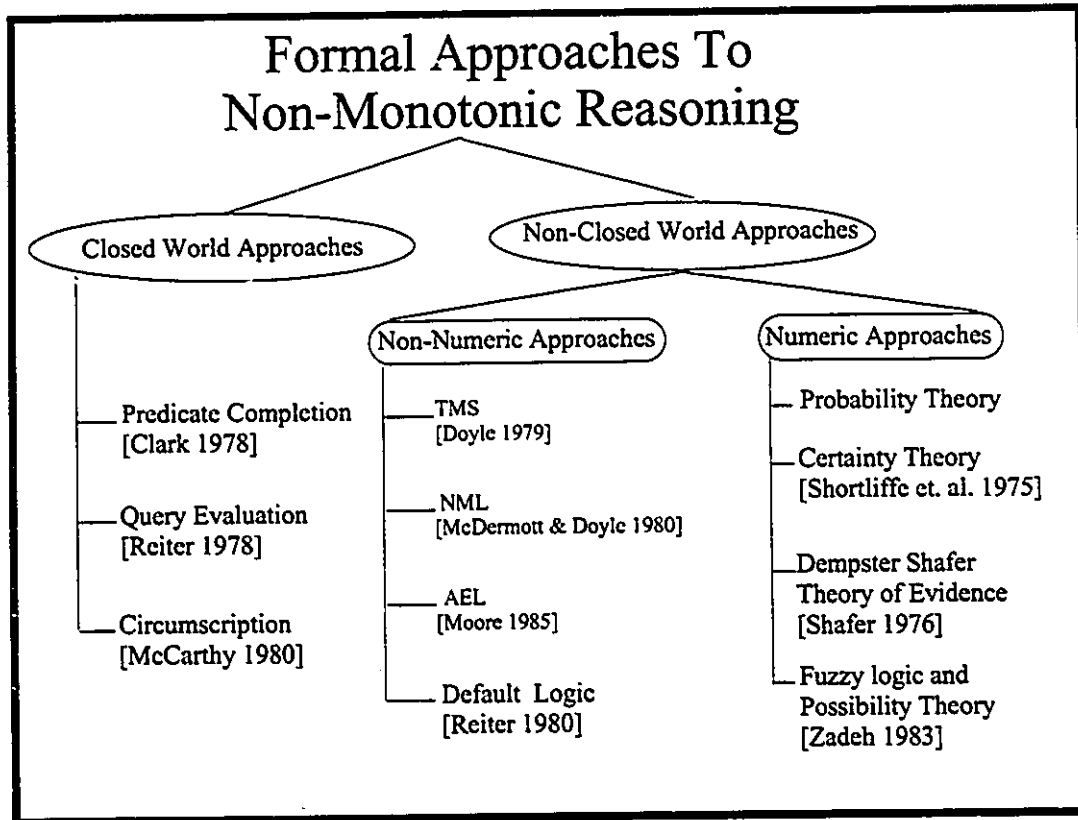 Formal Approaches To
Non-Monotonic Reasoning
Closed World Approaches
Non-Closed World Approaches
Predicate Completion
[Clark 1978]
Query Evaluation
[Reiter 1978]
Circumscription
[McCarthy 1980]
Non-Numeric Approaches
TMS
[Doyle 1979]
NML
[McDermott & Doyle 1980]
AEL
[Moore 1985]
Default Logic
[Reiter 1980]
Numeric Approaches
Probability Theory
Certainty Theory
[Shortliffe et. al. 1975]
Dempster Shafer
Theory of Evidence
[Shafer 1976]
Fuzzy logic and
Possibility Theory
[Zadeh 1983]